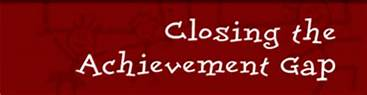 Closing the
Achievement Gap